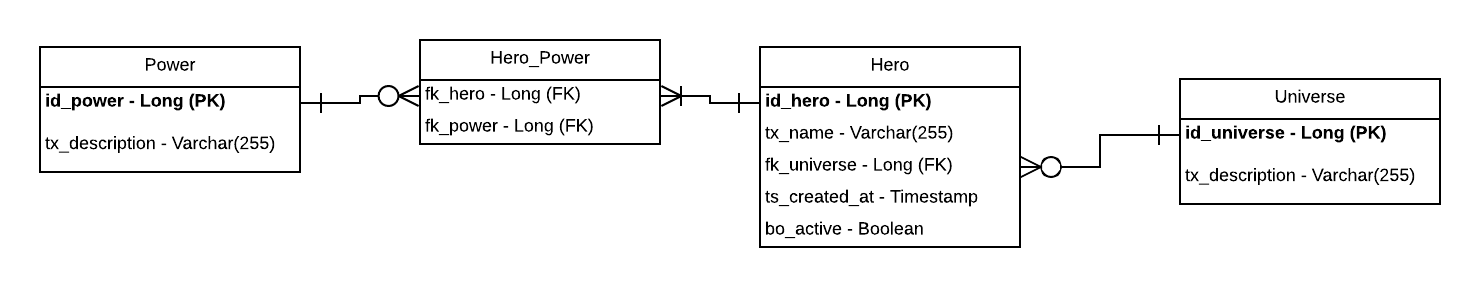 Power
id_power - Long (PK)
tx_description - Varchar(255)
Hero_Power
fk_hero - Long (FK)
fk_power - Long (FK)
Hero
id_hero - Long (PK)
tx_name - Varchar(255)
fk_universe - Long (FK)
ts_created_at - Timestamp
bo_active - Boolean
Universe
id_universe - Long (PK)
tx_description - Varchar(255)